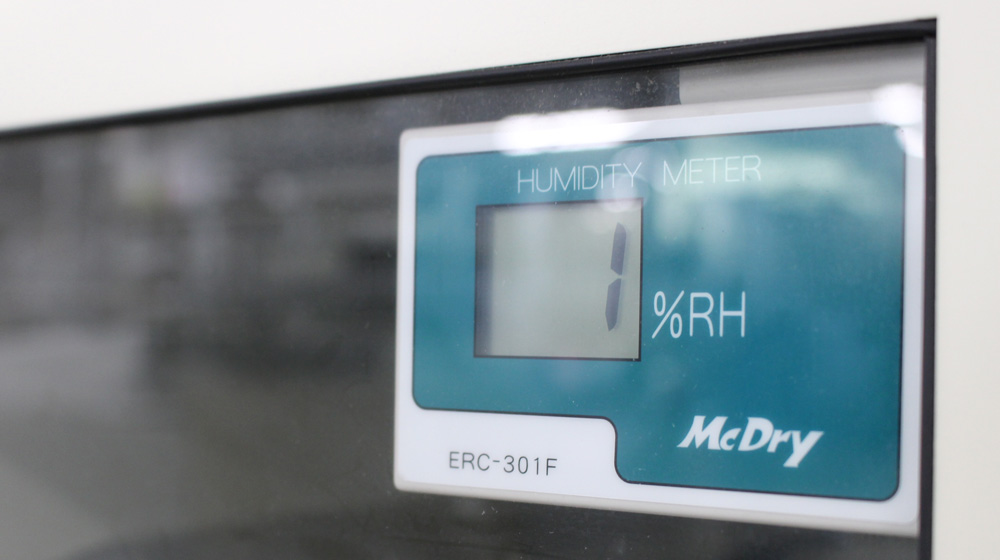 HUMIDITY METER
1
%RH
McDry
ERC-301F